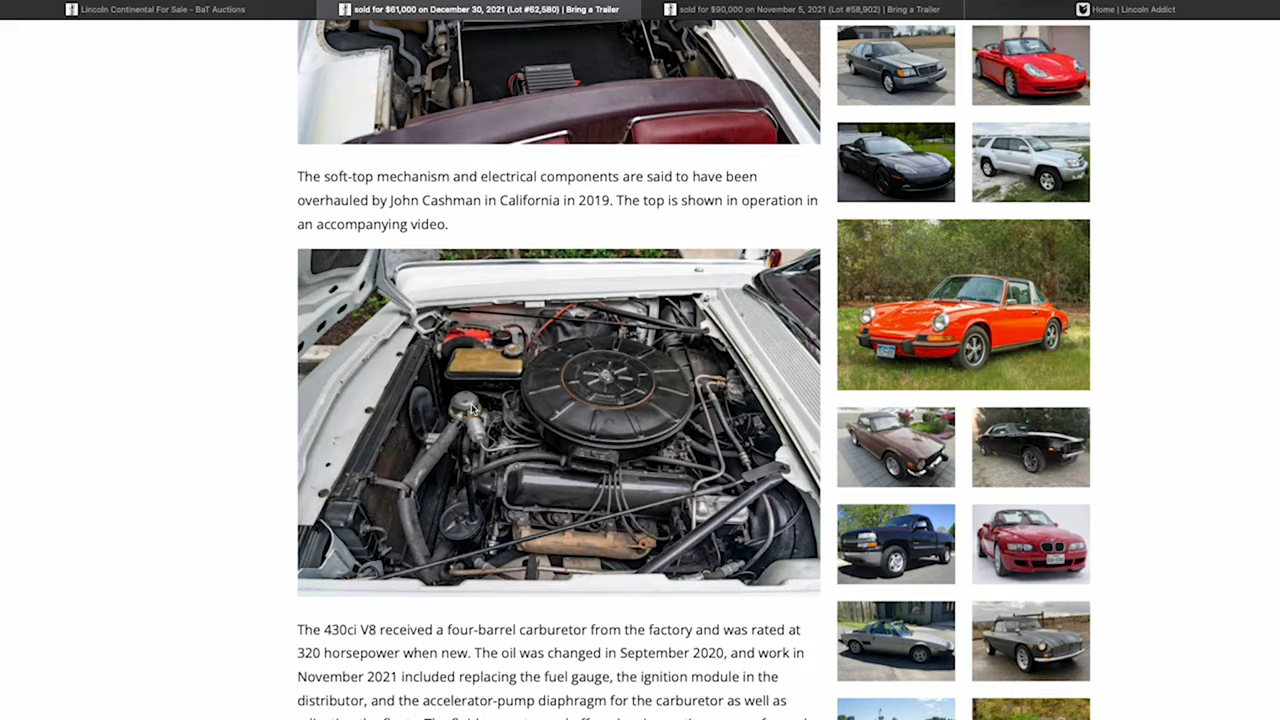 Lincoln Continental For Sale - BaT Auctions
sold for $61,000 on December 30, 2021 (Lot #62,580) | Bring a Trailer
sold for $90,000 on November 5, 2021 (Lot #58,902) | Bring a Trailer
Home | Lincoln Addict
The soft-top mechanism and electrical components are said to have been
overhauled by John Cashman in California in 2019. The top is shown in operation in
an accompanying video.
The 430ci V8 received a four-barrel carburetor from the factory and was rated at
320 horsepower when new. The oil was changed in September 2020, and work in
November 2021 included replacing the fuel gauge, the ignition module in the
distributor, and the accelerator-pump diaphragm for the carburetor as well as